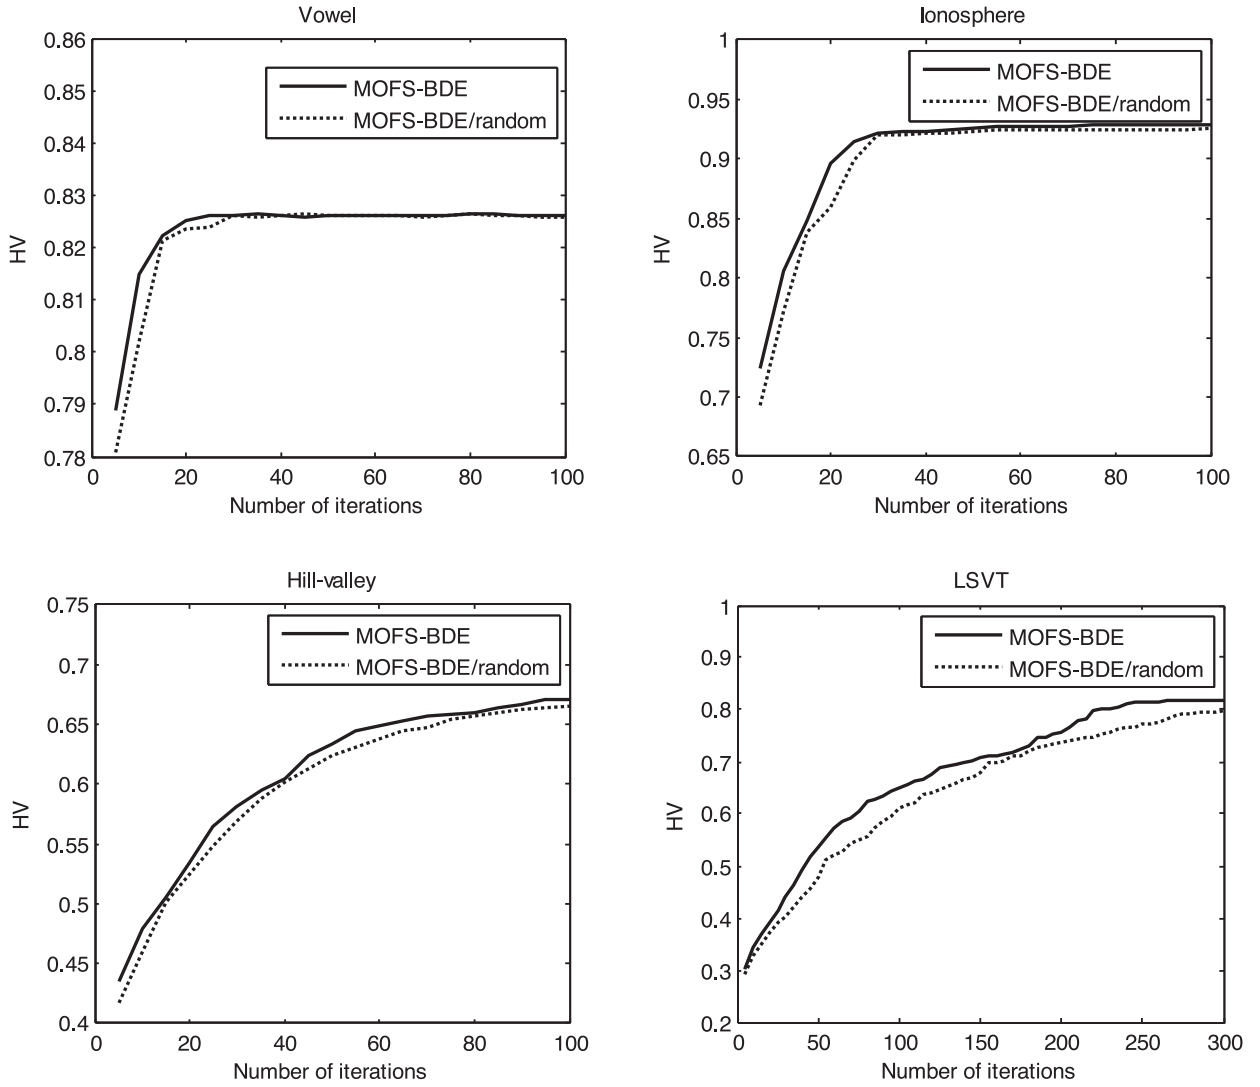 Vowel
0.86
0.85
0.84
0.83
0.82
0.81
0.8
0.79
0.78
HV
MOFS-BDE
MOFS-BDE/random
0 20 40 60 80 100
Number of iterations
Ionosphere
1
0.95
0.9
0.85
0.8
0.75
0.7
0.65
HV
MOFS-BDE
MOFS-BDE/random
0 20 40 60 80 100
Number of iterations
Hill-valley
0.75
0.7
0.65
0.6
0.55
0.5
0.45
0.4
HV
MOFS-BDE
MOFS-BDE/random
0 20 40 60 80 100
Number of iterations
LSVT
1
0.9
0.8
0.7
0.6
0.5
0.4
0.3
0.2
HV
MOFS-BDE
MOFS-BDE/random
0 50 100 150 200 250 300
Number of iterations